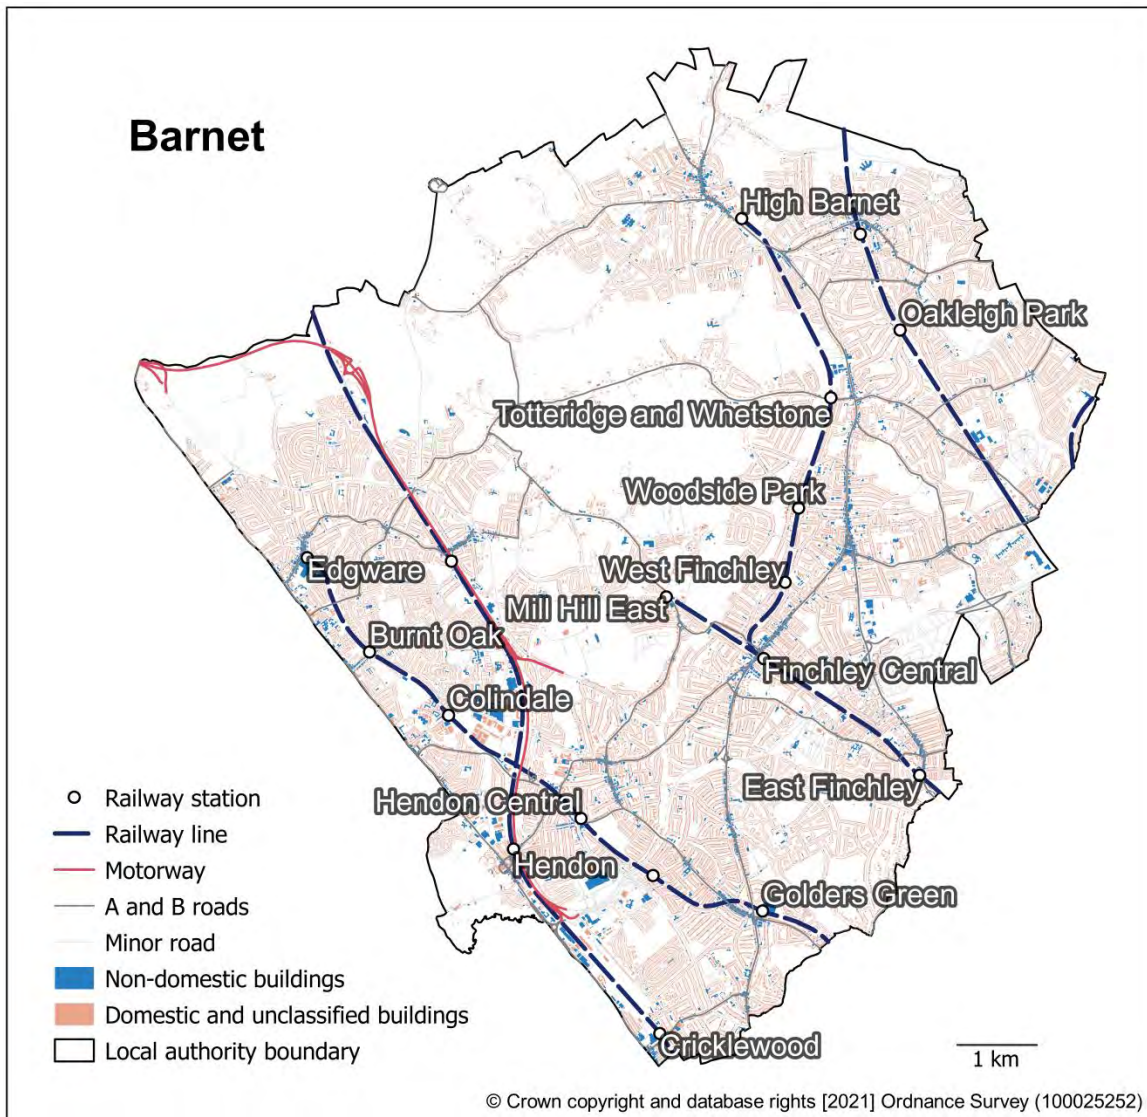 Barnet
High Barnet
Oakleigh Park
Totteridge and Whetstone
Woodside Park
West Finchley
Edgware
Mill Hill East
Burnt Oak
Finchley Central
Colindale
East Finchley
Hendon Central
Hendon
Golders Green
Cricklewood
Railway station
Railway line
Motorway
A and B roads
Minor road
Non-domestic buildings
Domestic and unclassified buildings
Local authority boundary
1 km
© Crown copyright and database rights [2021] Ordnance Survey (100025252)